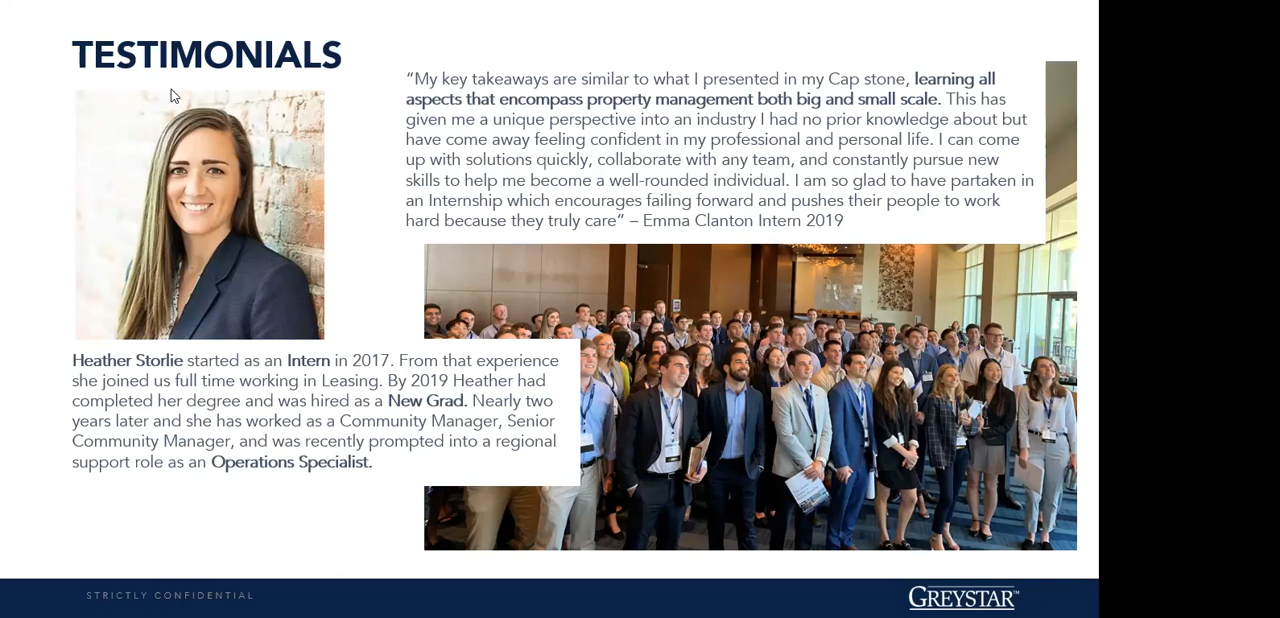 TESTIMONIALS
“My key takeaways are similar to what I presented in my Cap stone, learning all
aspects that encompass property management both big and small scale. This has
given me a unique perspective into an industry I had no prior knowledge about but
have come away feeling confident in my professional and personal life. I can come
up with solutions quickly, collaborate with any team, and constantly pursue new
skills to help me become a well-rounded individual. I am so glad to have partaken in
an Internship which encourages failing forward and pushes their people to work
hard because they truly care“ – Emma Clanton Intern 2019
Heather Storlie started as an Intern in 2017. From that experience
she joined us full time working in Leasing. By 2019 Heather had
completed her degree and was hired as a New Grad. Nearly two
years later and she has worked as a Community Manager, Senior
Community Manager, and was recently prompted into a regional
support role as an Operations Specialist.
STRICTLY CONFIDENTIAL
GREYSTAR™